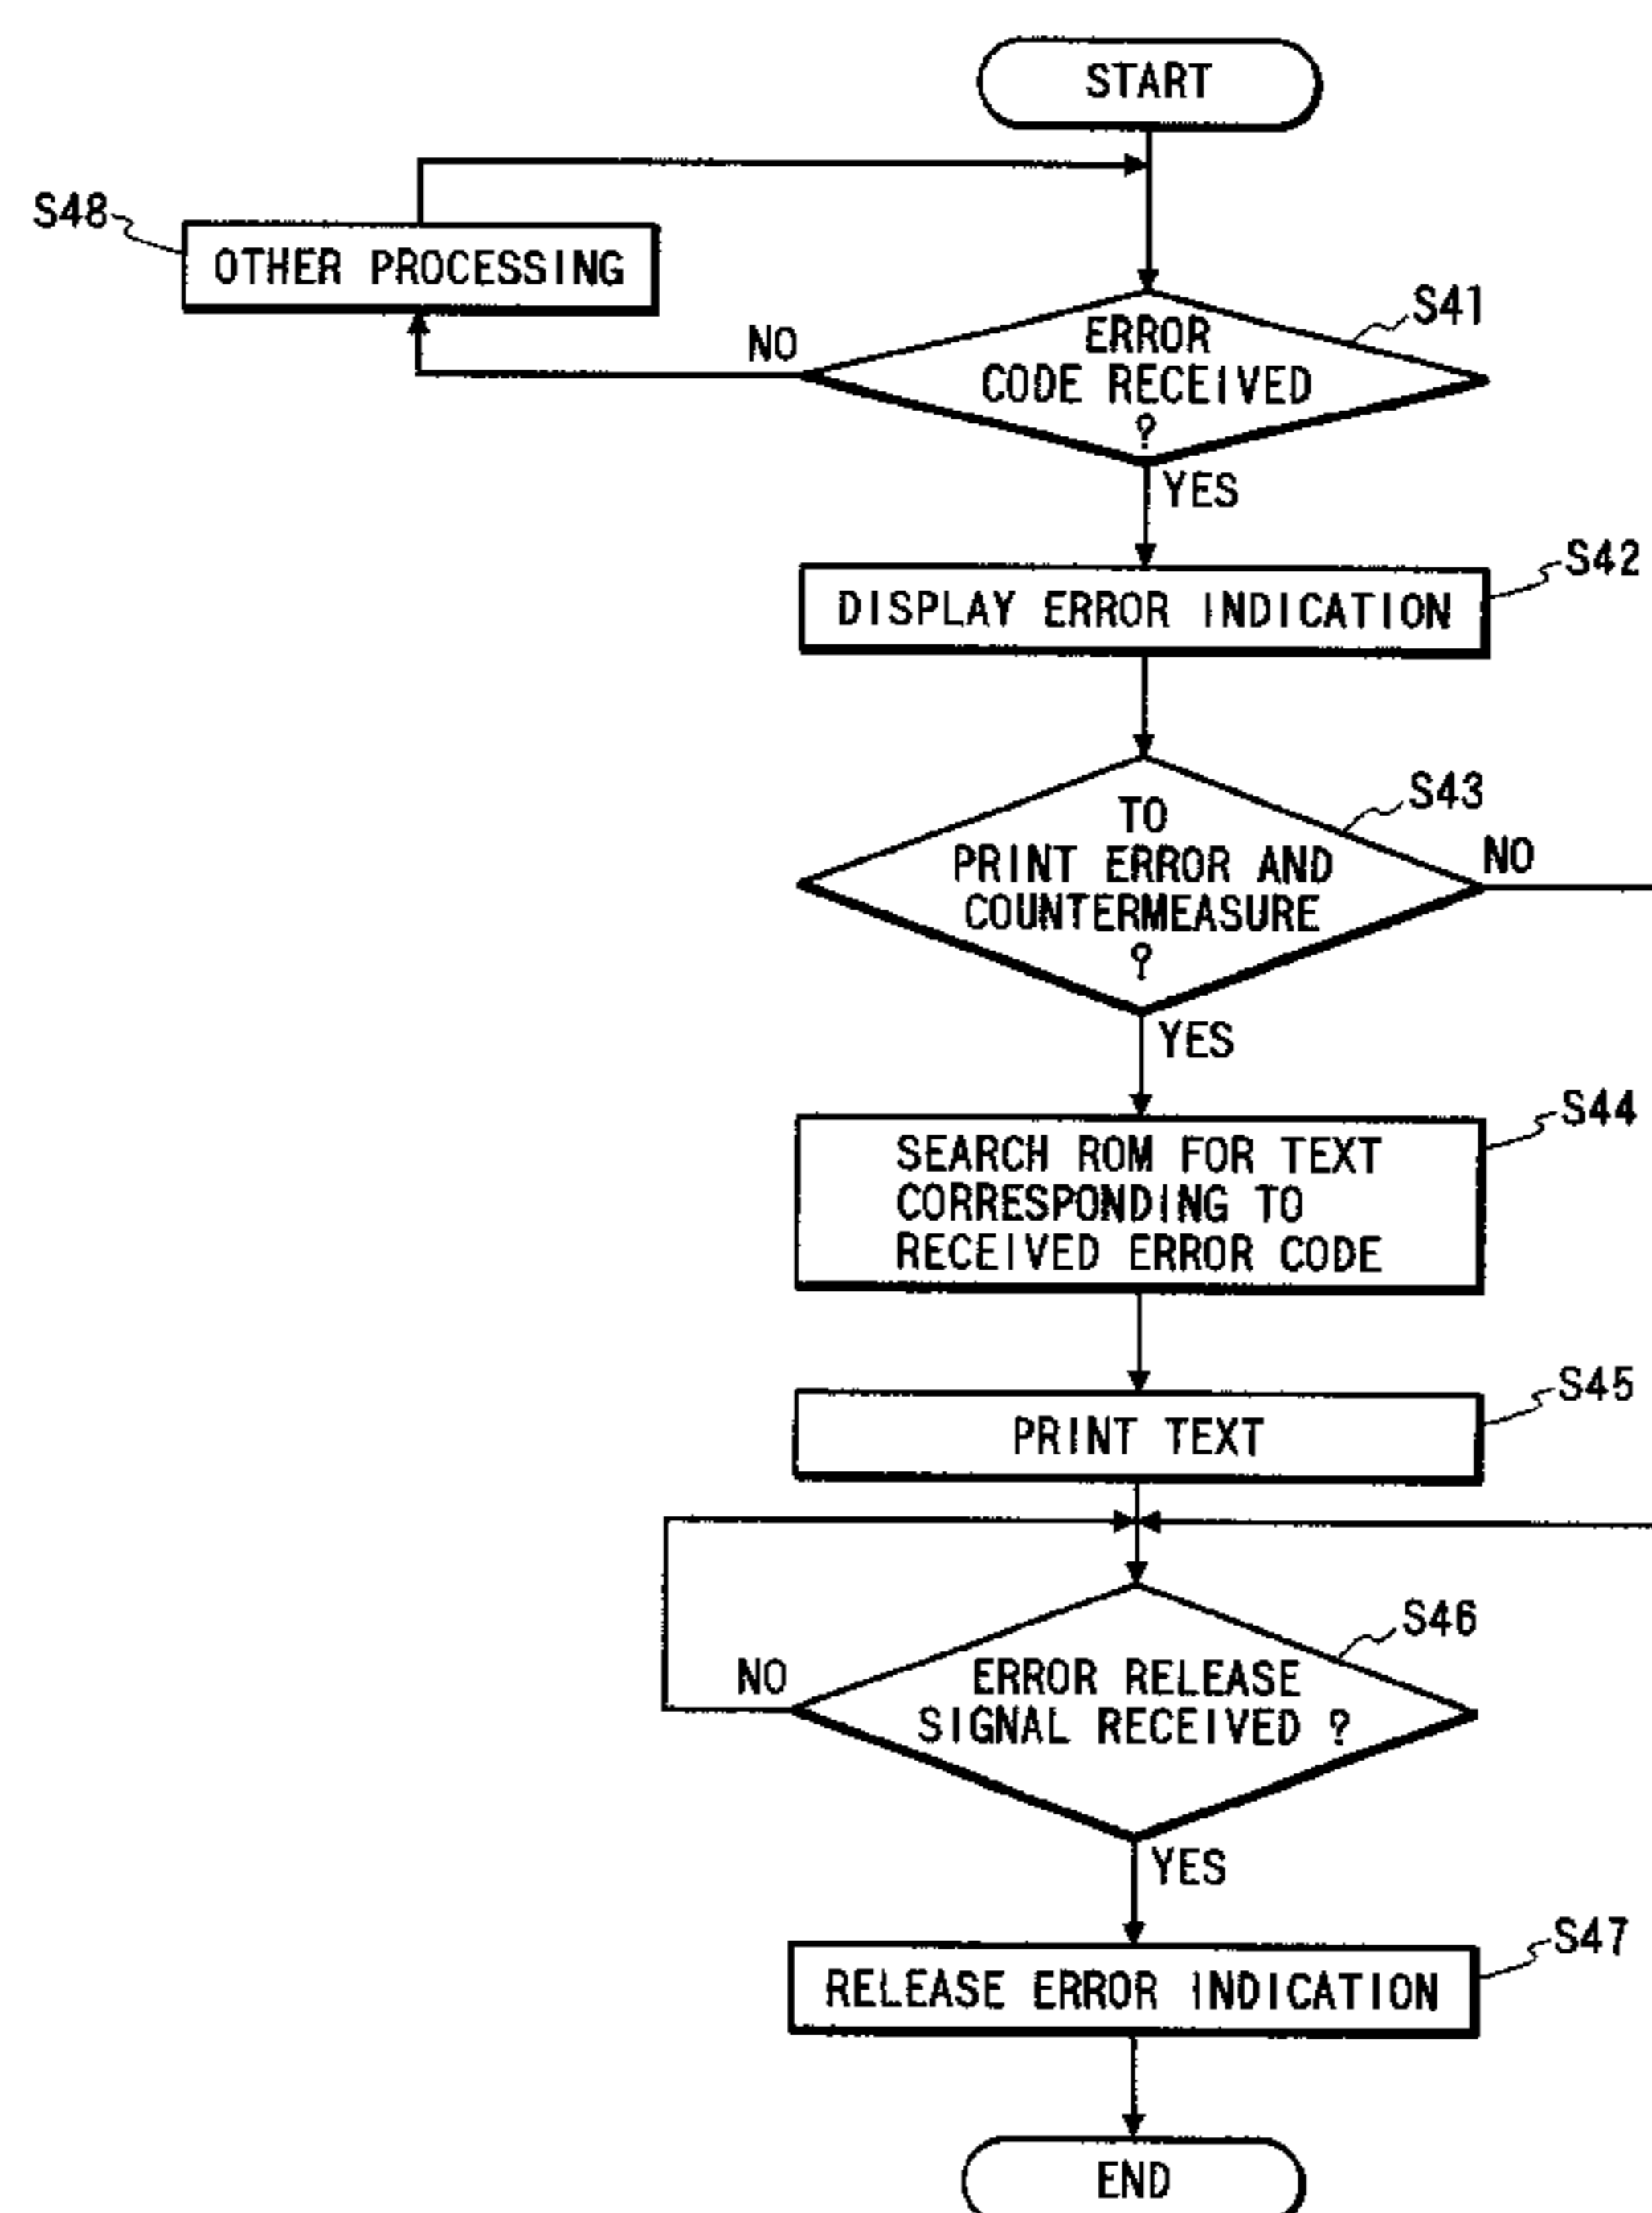 START
S48
OTHER PROCESSING
S41
NO
ERROR
CODE RECEIVED
?
YES
S42
DISPLAY ERROR INDICATION
S43
TO
PRINT ERROR AND
COUNTERMEASURE
?
NO
YES
S44
SEARCH ROM FOR TEXT
CORRESPONDING TO
RECEIVED ERROR CODE
S45
PRINT TEXT
S46
NO
ERROR RELEASE
SIGNAL RECEIVED ?
YES
S47
RELEASE ERROR INDICATION
END